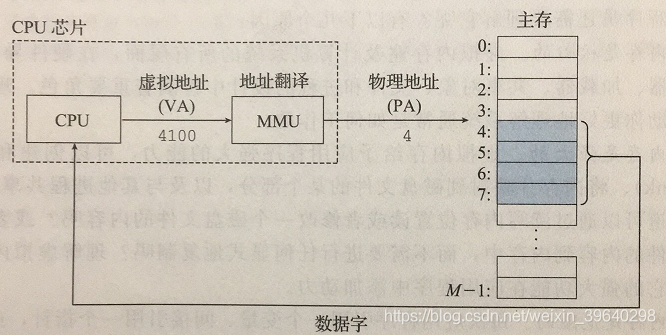 CPU 芯片
主存
虚拟地址
(VA)
地址翻译
物理地址
(PA)
CPU
4100
MMU
4
0:
1:
2:
3:
4:
5:
6:
7:
⋮
⋮
M-1:
数据字
https://blog.csdn.net/weixin_39640298